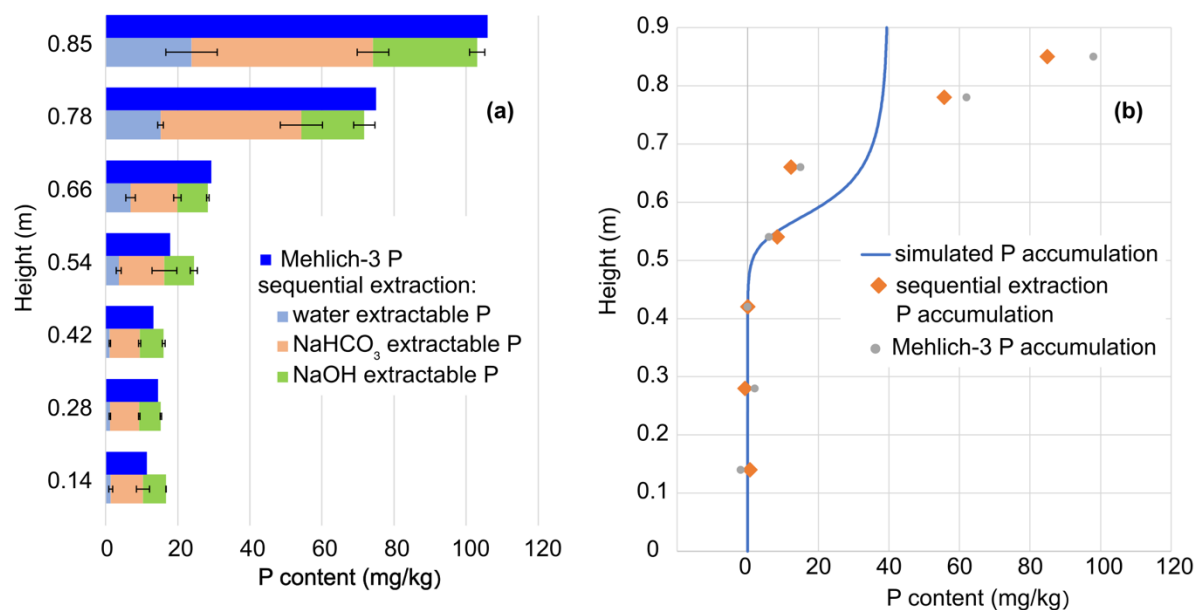 (a)
Height (m)
0.85
0.78
0.66
0.54
0.42
0.28
0.14
Mehlich-3 P
sequential extraction:
water extractable P
NaHCO₃ extractable P
NaOH extractable P
0 20 40 60 80 100 120
P content (mg/kg)
(b)
Height (m)
0.9
0.8
0.7
0.6
0.5
0.4
0.3
0.2
0.1
0
simulated P accumulation
sequential extraction
P accumulation
Mehlich-3 P accumulation
0 20 40 60 80 100 120
P content (mg/kg)